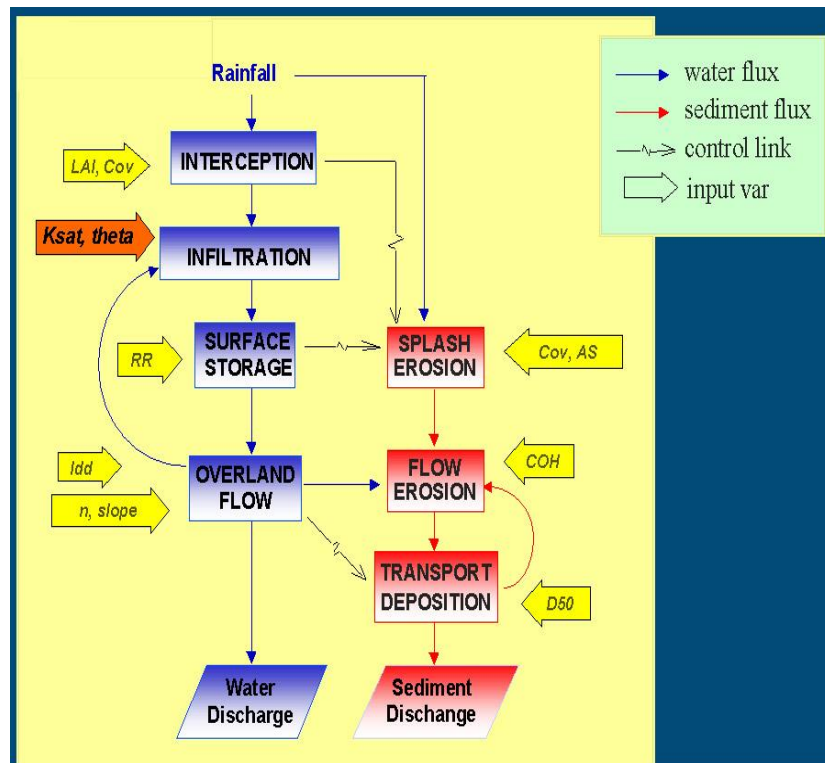 Rainfall
water flux
sediment flux
control link
input var
INTERCEPTION
LAI, Cov
Ksat, theta
INFILTRATION
SURFACE
STORAGE
RR
SPLASH
EROSION
Cov, AS
OVERLAND
FLOW
ldd
n, slope
FLOW
EROSION
COH
TRANSPORT
DEPOSITION
D50
Water
Discharge
Sediment
Dischange